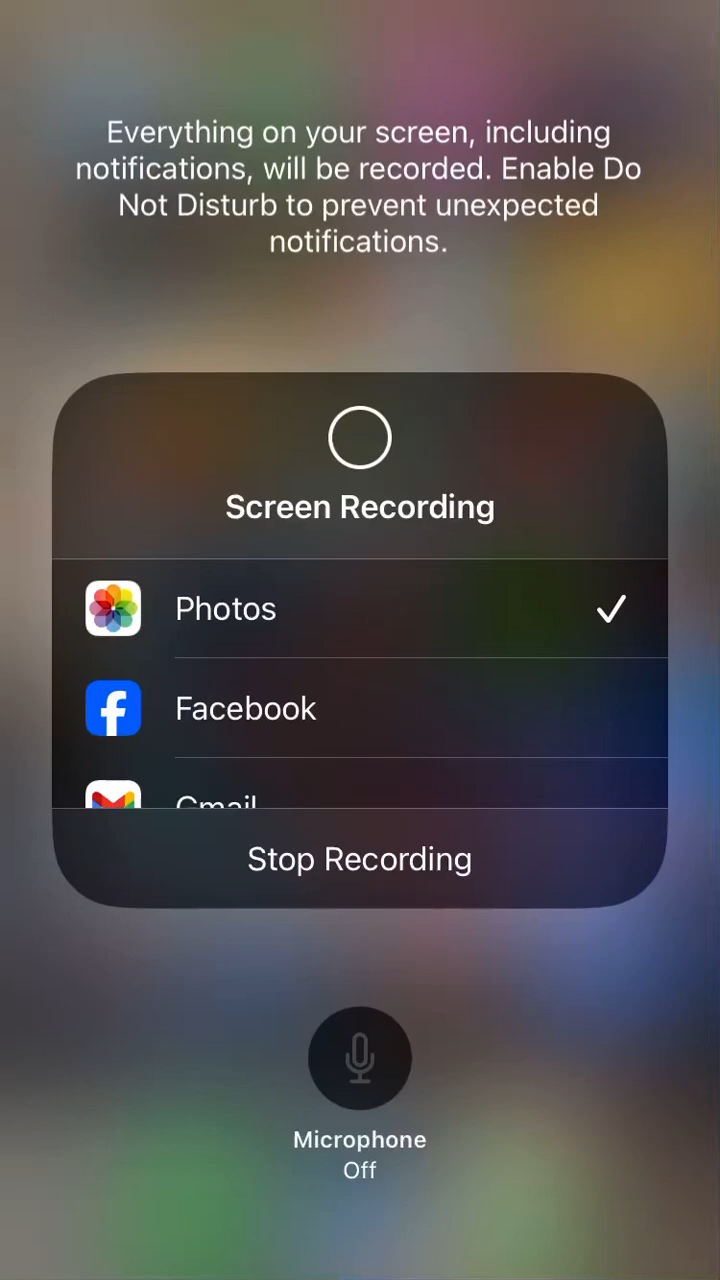 Everything on your screen, including
notifications, will be recorded. Enable Do
Not Disturb to prevent unexpected
notifications.
Screen Recording
Photos
Facebook
Gmail
Stop Recording
Microphone
Off